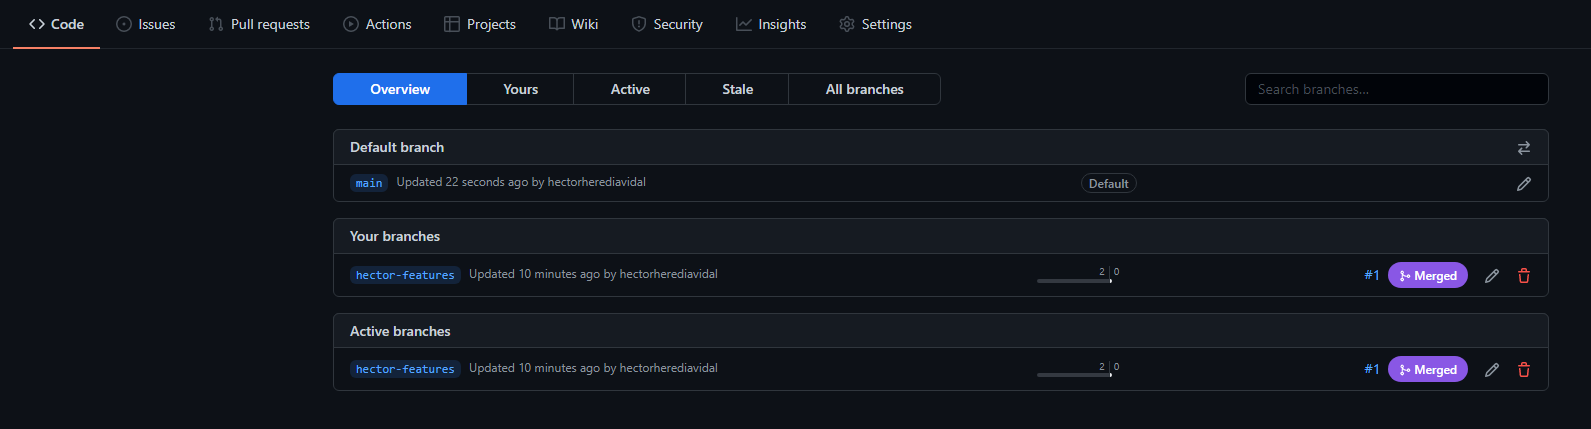 Code Issues Pull requests Actions Projects Wiki Security Insights Settings
Overview Yours Active Stale All branches Search branches...
Default branch
main Updated 22 seconds ago by hectorherediavidal Default
Your branches
hector-features Updated 10 minutes ago by hectorherediavidal 2 0 #1 Merged
Active branches
hector-features Updated 10 minutes ago by hectorherediavidal 2 0 #1 Merged